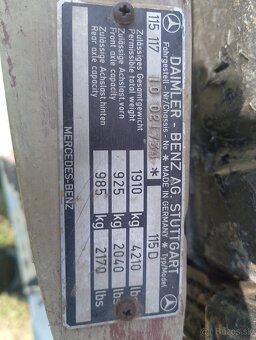 DAIMLER - BENZ AG. STUTTGART
Fahrgestell - Nr/Chassis - No * MADE IN GERMANY * Typ/Model
115 117 * 115 D
Zulässiges Gesamtgewicht
Permissible total weight 1910 kg 4210 lbs
Zulässige Achslast.vorn
Front axle capacity 925 kg 2040 lbs
Zulässige Achslast.hinten
Rear axle capacity 985 kg 2170 lbs
MERCEDES-BENZ